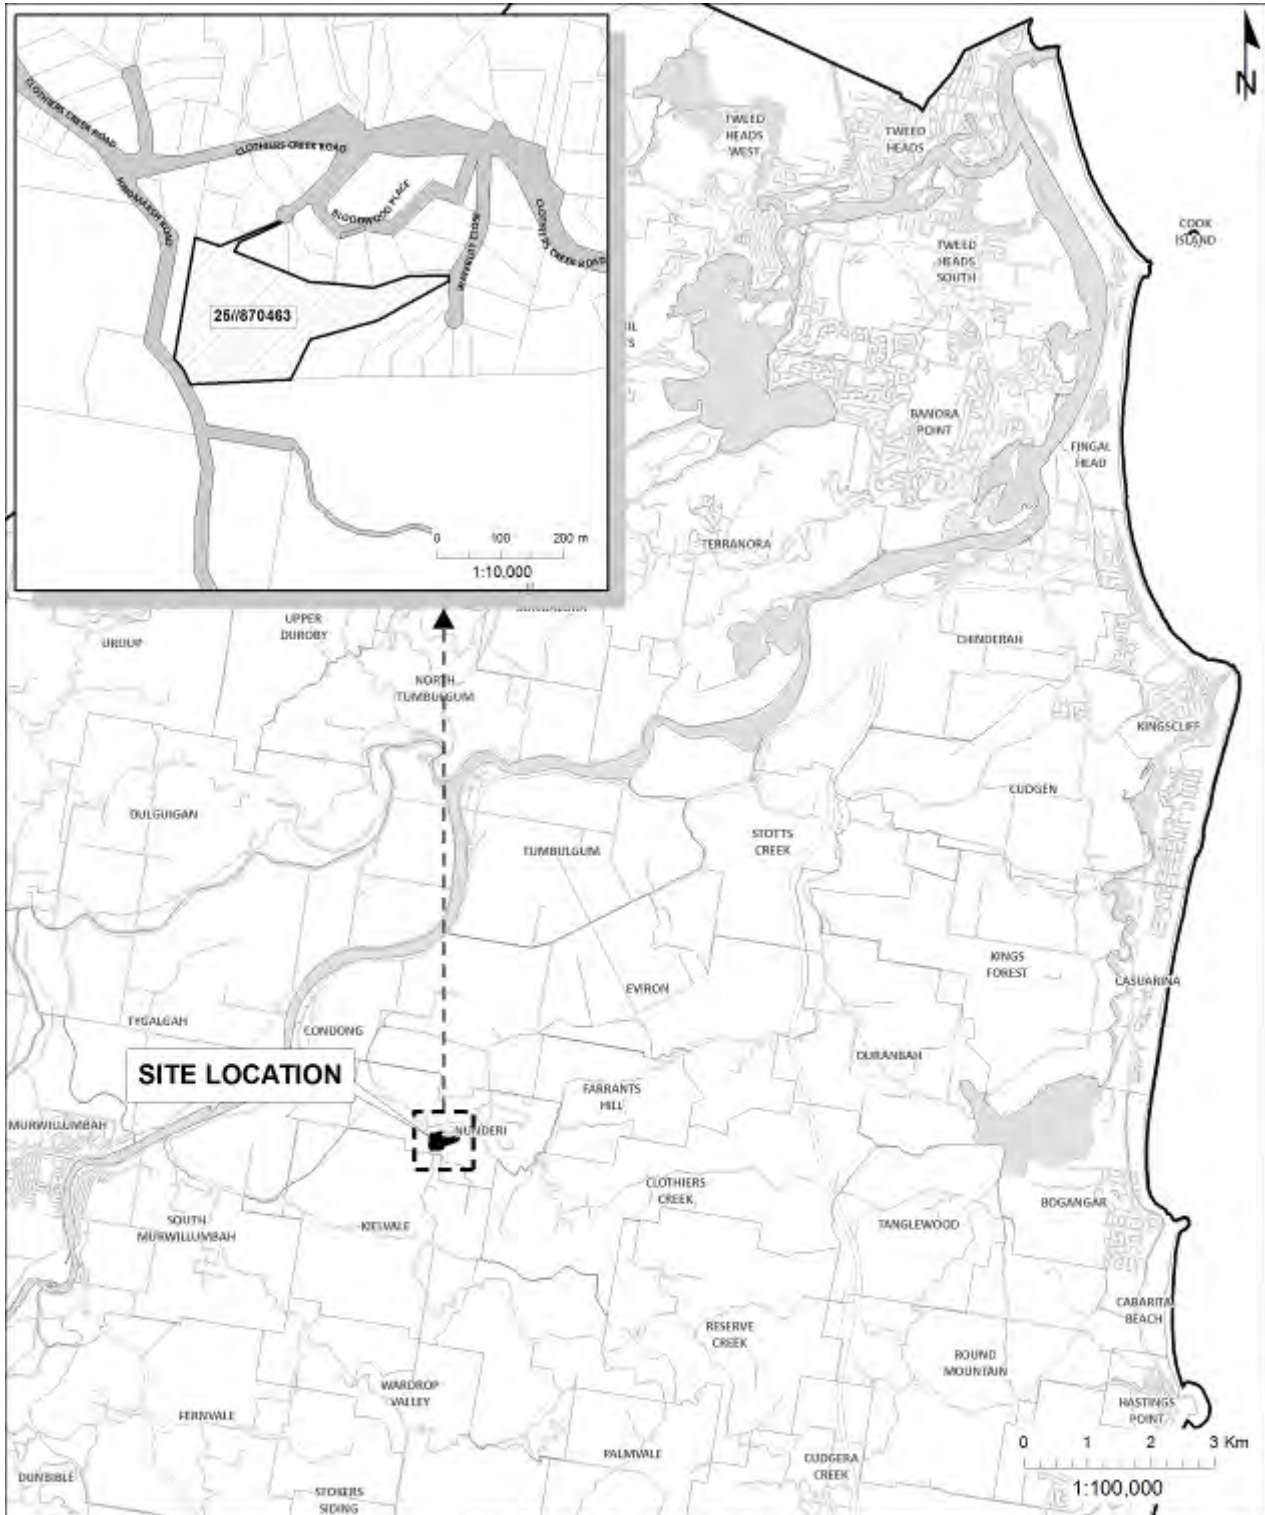 CLOTHIERS CREEK ROAD
CLOTHIERS CREEK ROAD
BLOODWOOD PLACE
CLOTHIERS CREEK ROAD
25//870463
0 100 200 m
1:10,000
N
TWEED
HEADS
WEST
TWEED
HEADS
COOK
ISLAND
TWEED
HEADS
SOUTH
BANORA
POINT
FINGAL
HEAD
TERRANORA
UPPER
DUROBY
URLIUP
CHINDERAH
NORTH
TUMBULGUM
KINGSCLIFF
CUDGEN
DULGUIGAN
TUMBULGUM
STOTTS
CREEK
KINGS
FOREST
CASUARINA
EVIRON
TYGALGAH
CONDONG
DURANBAH
SITE LOCATION
FARRANTS
HILL
MURWILLUMBAH
NUNDERI
CLOTHIERS
CREEK
BOGANGAR
SOUTH
MURWILLUMBAH
KIELVALE
TANGLEWOOD
CABARITA
BEACH
RESERVE
CREEK
ROUND
MOUNTAIN
WARDROP
VALLEY
HASTINGS
POINT
FERNVALE
PALMVALE
CUDGERA
CREEK
0 1 2 3 Km
1:100,000
DUNBIBLE
STOKERS
SIDING